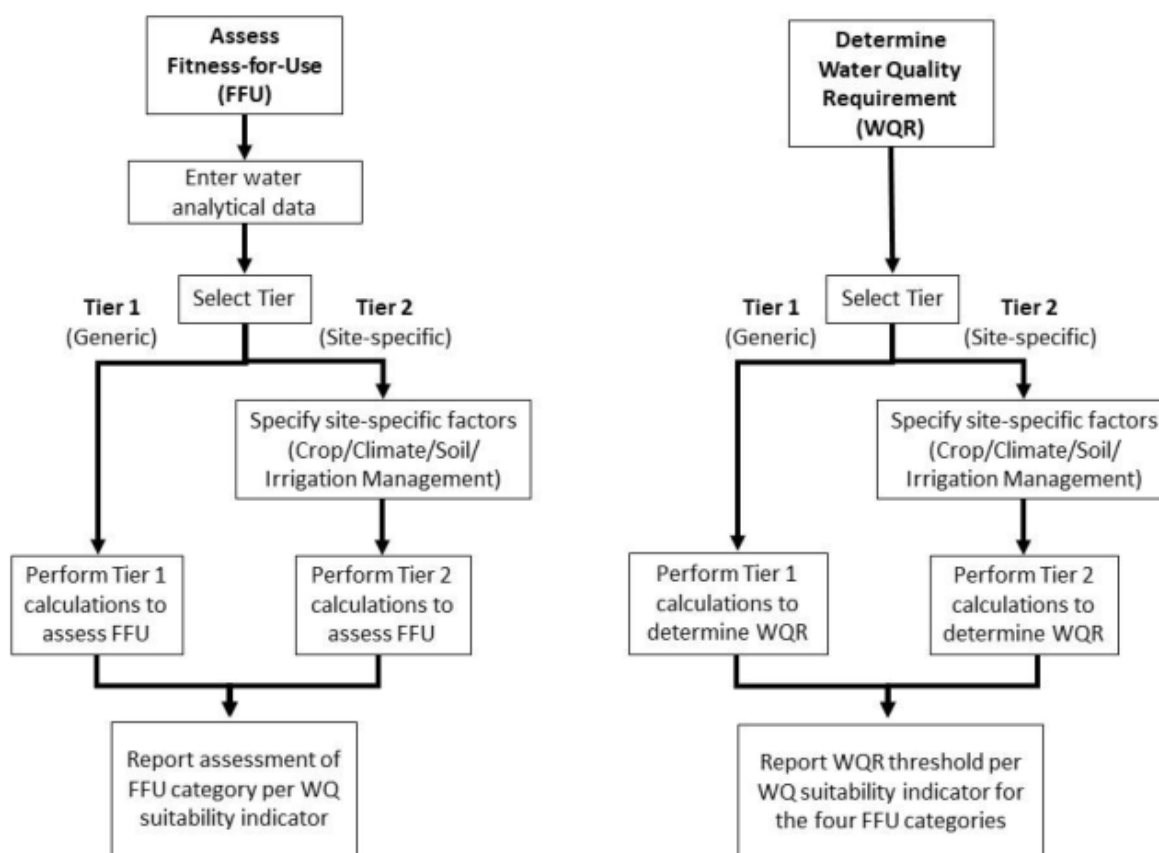 Assess
Fitness-for-Use
(FFU)
Enter water
analytical data
Select Tier
Tier 1
(Generic)
Tier 2
(Site-specific)
Specify site-specific factors
(Crop/Climate/Soil/
Irrigation Management)
Perform Tier 1
calculations to
assess FFU
Perform Tier 2
calculations to
assess FFU
Report assessment of
FFU category per WQ
suitability indicator
Determine
Water Quality
Requirement
(WQR)
Select Tier
Tier 1
(Generic)
Tier 2
(Site-specific)
Specify site-specific factors
(Crop/Climate/Soil/
Irrigation Management)
Perform Tier 1
calculations to
determine WQR
Perform Tier 2
calculations to
determine WQR
Report WQR threshold per
WQ suitability indicator for
the four FFU categories